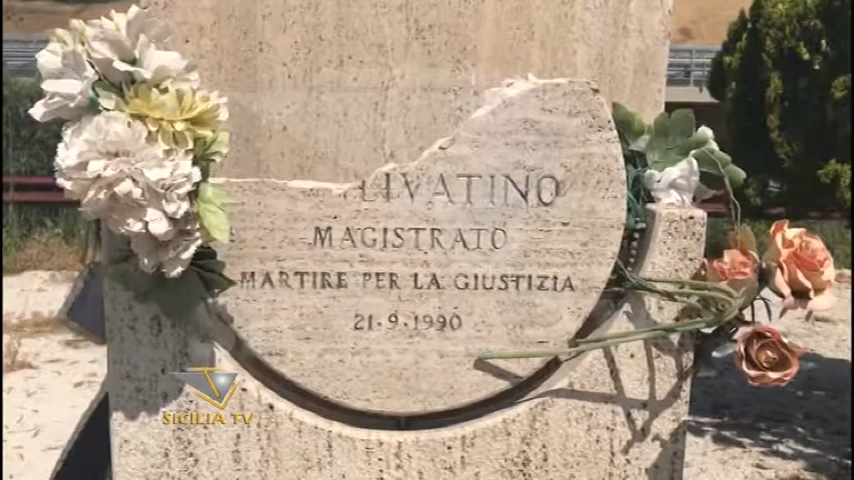 LIVATINO
MAGISTRATO
MARTIRE PER LA GIUSTIZIA
21·9·1990
SICILIA TV